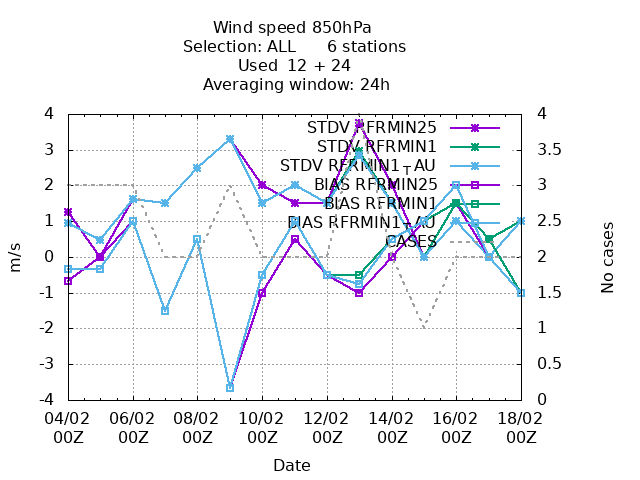 Wind speed 850hPa
Selection: ALL 6 stations
Used 12 + 24
Averaging window: 24h
STDV RFRMIN25
STDV RFRMIN1
STDV RFRMIN1_AU
BIAS RFRMIN25
BIAS RFRMIN1
BIAS RFRMIN1_AU
CASES
4
3
2
1
0
-1
-2
-3
-4
m/s
4
3.5
3
2.5
2
1.5
1
0.5
0
No cases
04/02 06/02 08/02 10/02 12/02 14/02 16/02 18/02
00Z 00Z 00Z 00Z 00Z 00Z 00Z 00Z
Date